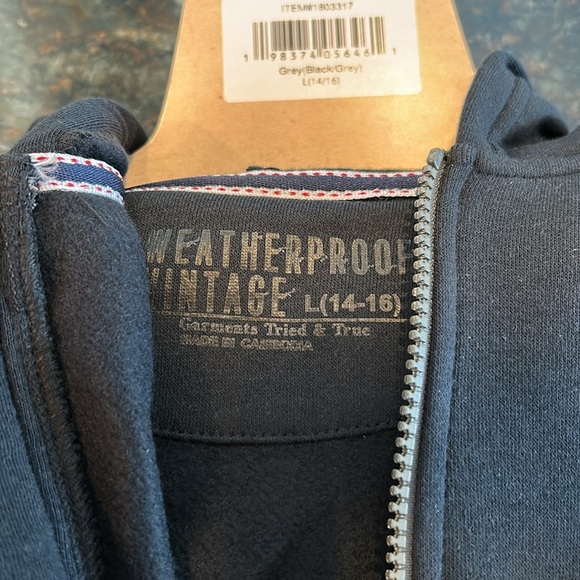 ITEM#1803317
1 98374 05646 1
Grey(Black/Grey)
L(14/16)
WEATHERPROOF
VINTAGE L(14-16)
Garments Tried & True
MADE IN CAMBODIA